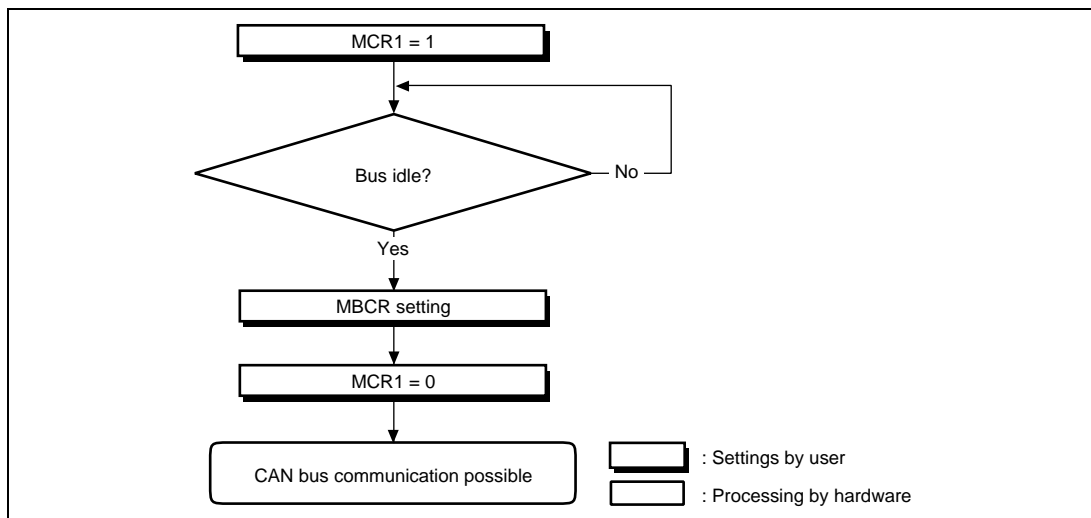 MCR1 = 1
Bus idle?
No
Yes
MBCR setting
MCR1 = 0
CAN bus communication possible
: Settings by user
: Processing by hardware